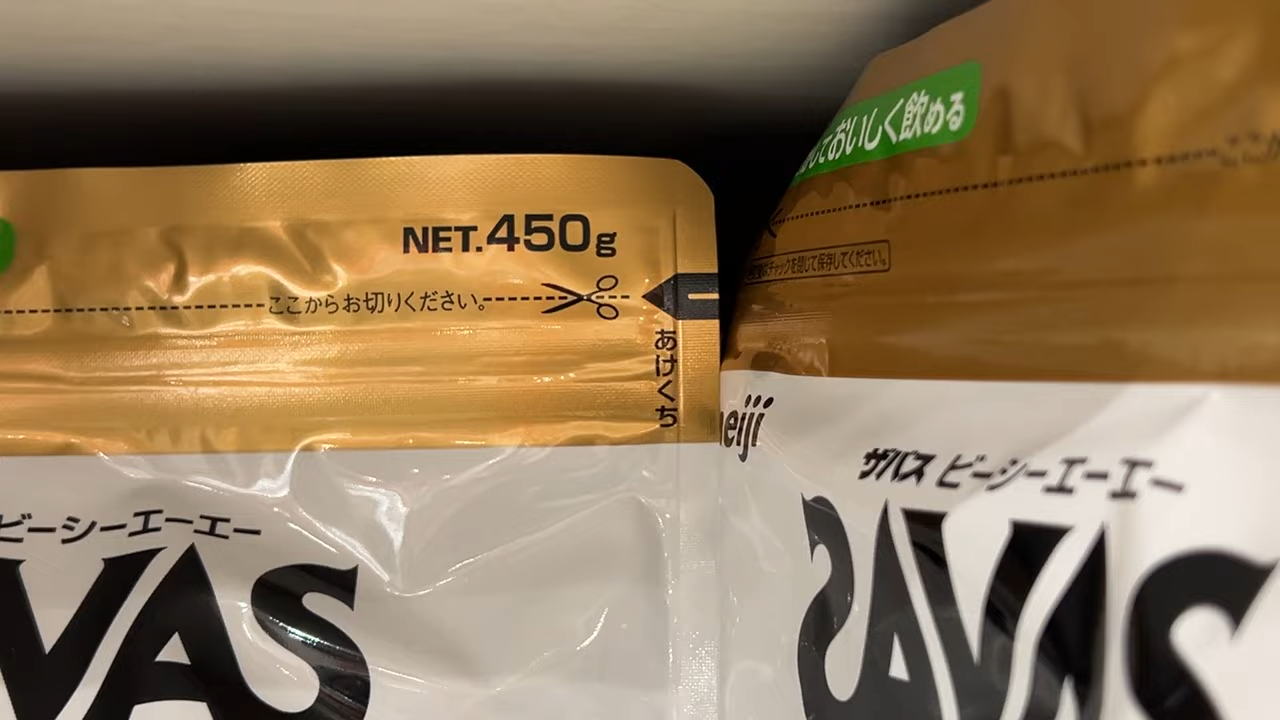 NET.450g
ここからお切りください。
あけくち
ビーシーエーエー
VAS
ておいしく飲める
チャックを閉じて保存してください。
eiji
ザバス ビーシーエーエー
SAVAS